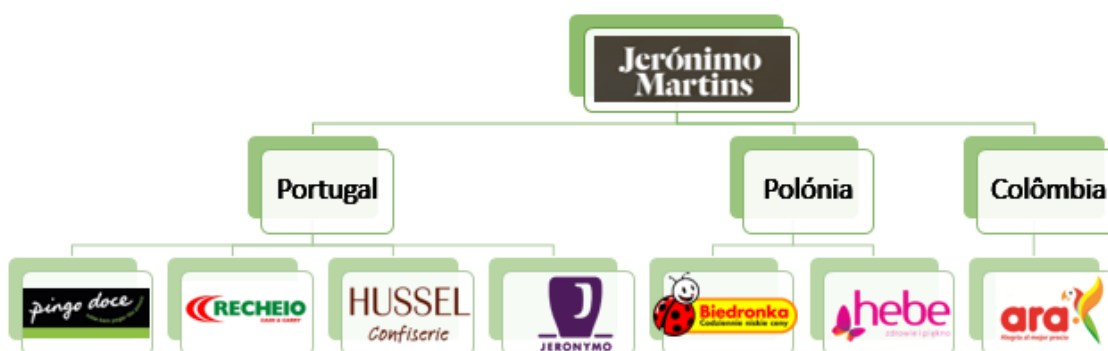 Jerónimo
Martins
Portugal
Polónia
Colômbia
pingo doce
RECHEIO
CASH & CARRY
HUSSEL
Confiserie
J
JERONYMO
Biedronka
Codziennie niskie ceny
hebe
zdrowie i piękno
ara
Alegría al mejor precio